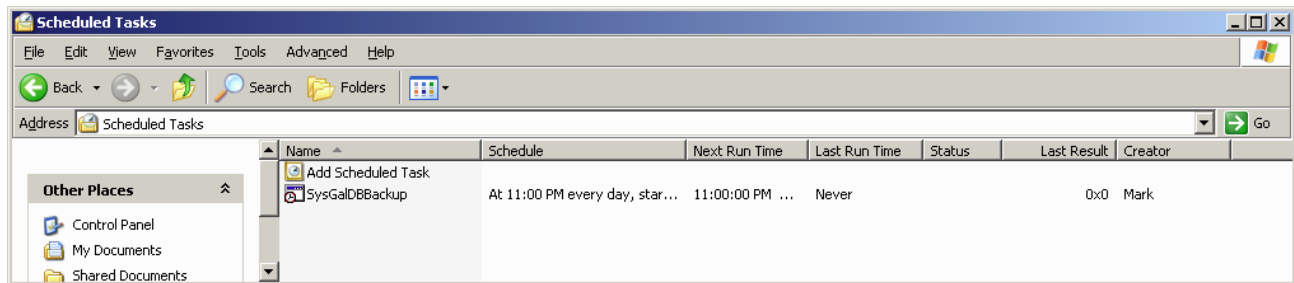 Scheduled Tasks
File Edit View Favorites Tools Advanced Help
Back Search Folders
Address Scheduled Tasks Go
Name Schedule Next Run Time Last Run Time Status Last Result Creator
Add Scheduled Task
SysGalDBBackup At 11:00 PM every day, star... 11:00:00 PM ... Never 0x0 Mark
Other Places
Control Panel
My Documents
Shared Documents